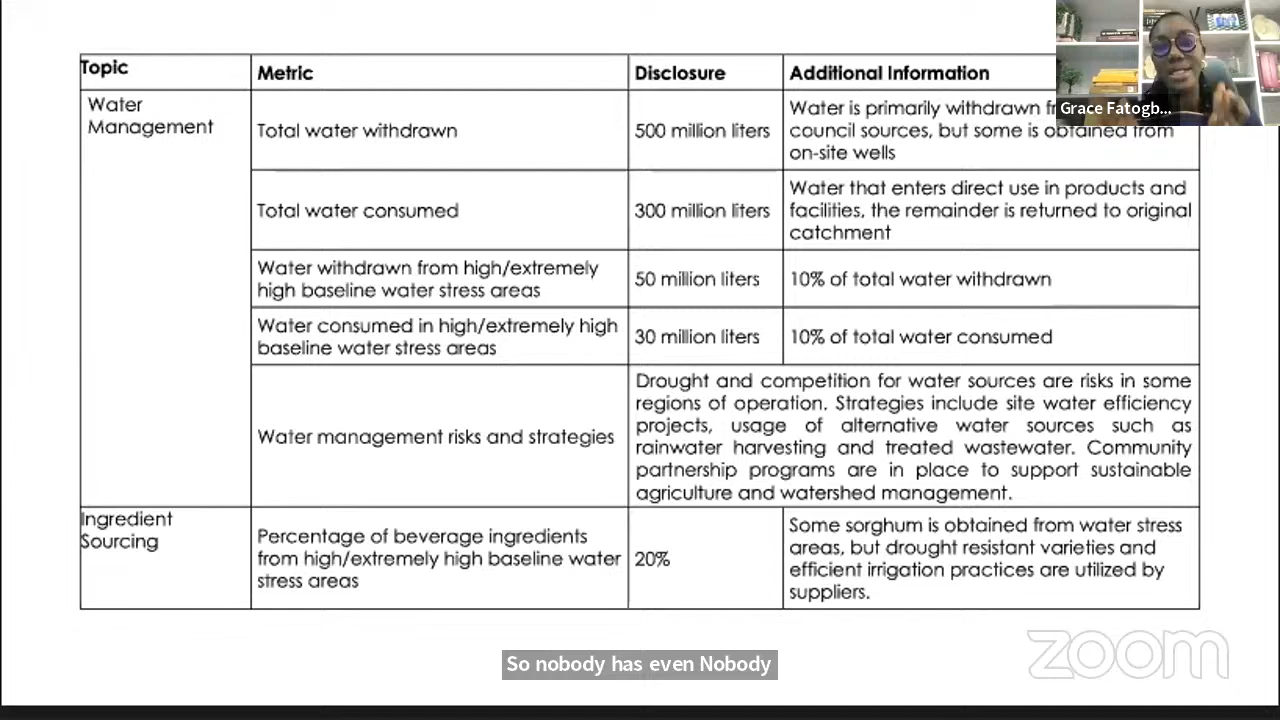 Topic
Metric
Disclosure
Additional Information
Water
Management
Total water withdrawn
500 million liters
Water is primarily withdrawn
council sources, but some is obtained from
on-site wells
Total water consumed
300 million liters
Water that enters direct use in products and
facilities, the remainder is returned to original
catchment
Water withdrawn from high/extremely
high baseline water stress areas
50 million liters
10% of total water withdrawn
Water consumed in high/extremely high
baseline water stress areas
30 million liters
10% of total water consumed
Water management risks and strategies
Drought and competition for water sources are risks in some
regions of operation. Strategies include site water efficiency
projects, usage of alternative water sources such as
rainwater harvesting and treated wastewater. Community
partnership programs are in place to support sustainable
agriculture and watershed management.
Ingredient
Sourcing
Percentage of beverage ingredients
from high/extremely high baseline water
stress areas
20%
Some sorghum is obtained from water stress
areas, but drought resistant varieties and
efficient irrigation practices are utilized by
suppliers.
Grace Fatogb...
So nobody has even Nobody
zoom